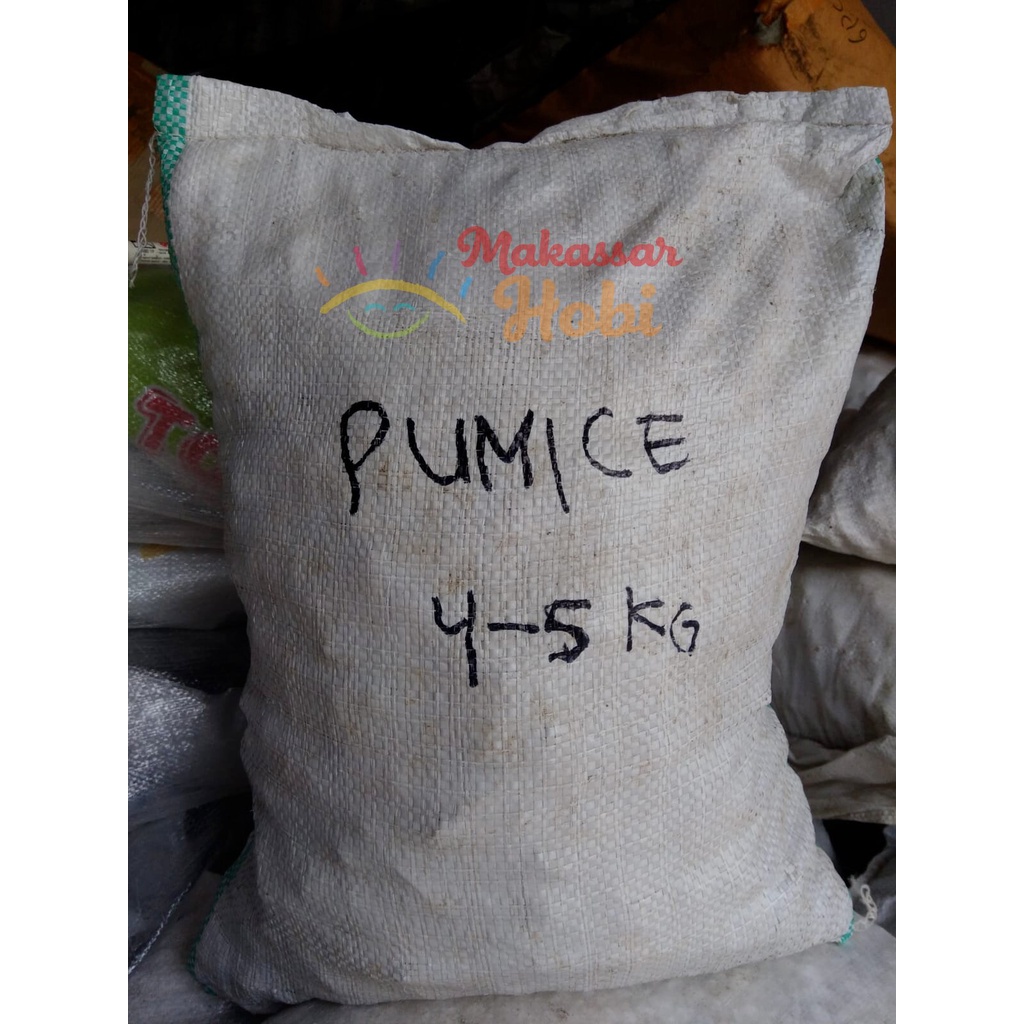 Makassar
Hobi
PUMICE
4-5 KG